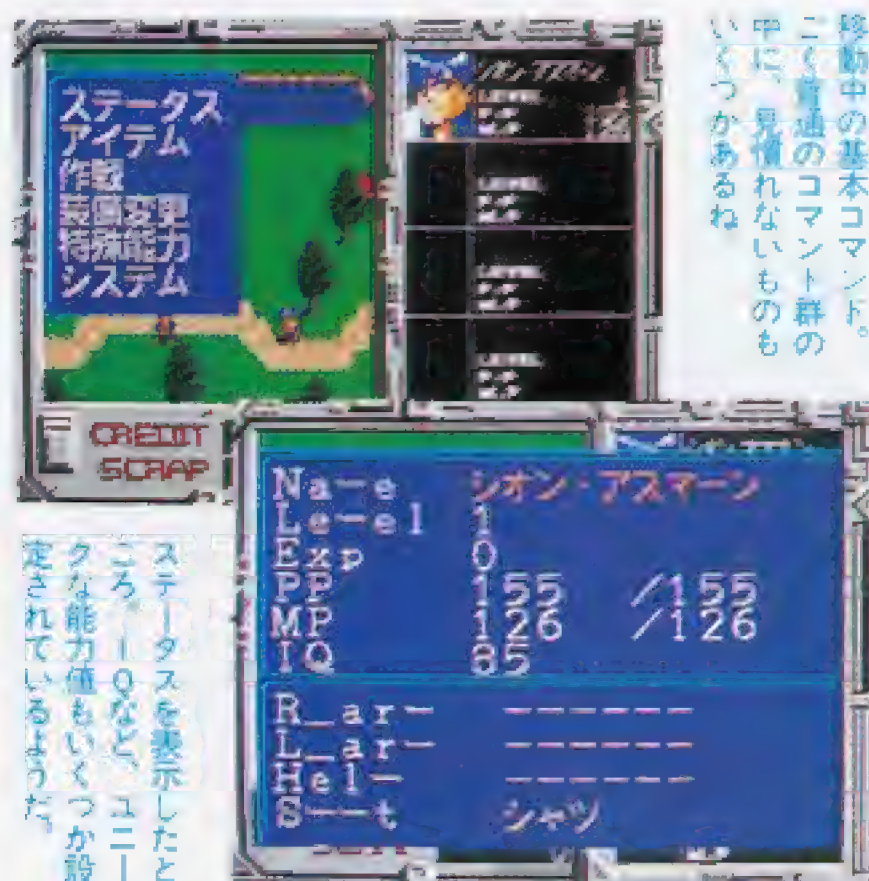 移動中の基本コマンド。
ごく普通のコマンド群の
中に、見慣れないものも
いくつかあるね
ステータス
アイテム
作戦
装備変更
特殊能力
システム
CREDIT
SCRAP
Name シオン・アスマーン
Level 1
Exp 0
PP 155 /155
MP 126 /126
IQ 85
R_ar- ------
L_ar- ------
Hel- ------
S--t シャツ
ステータスを表示したと
ころ。IQなど、ユニー
クな能力値もいくつか設
定されているようだ。